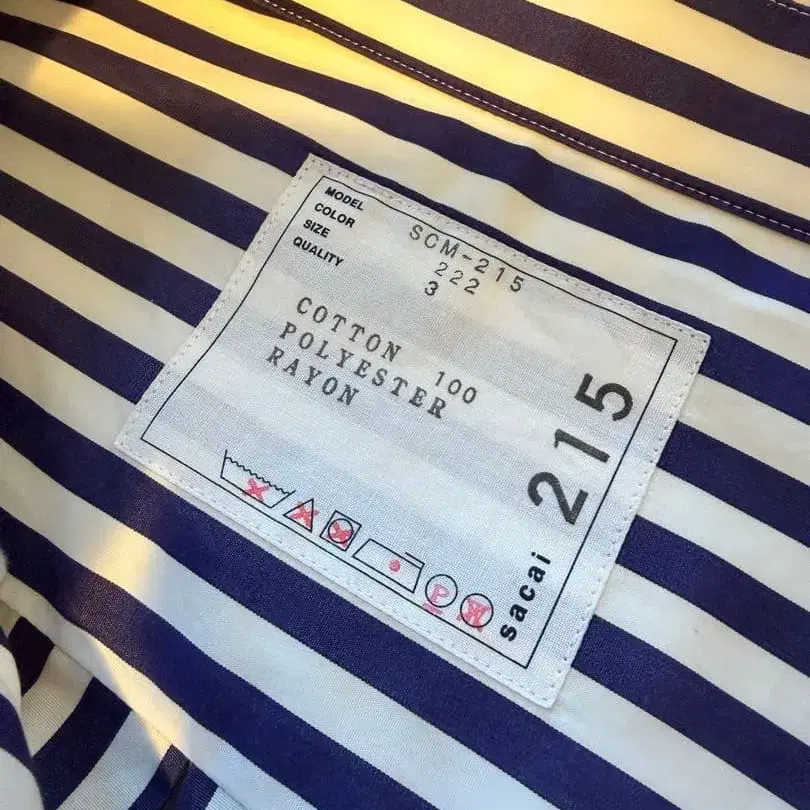 MODEL SCM-215
COLOR 222
SIZE 3
QUALITY
COTTON 100
POLYESTER
RAYON
P
W
sacai 215